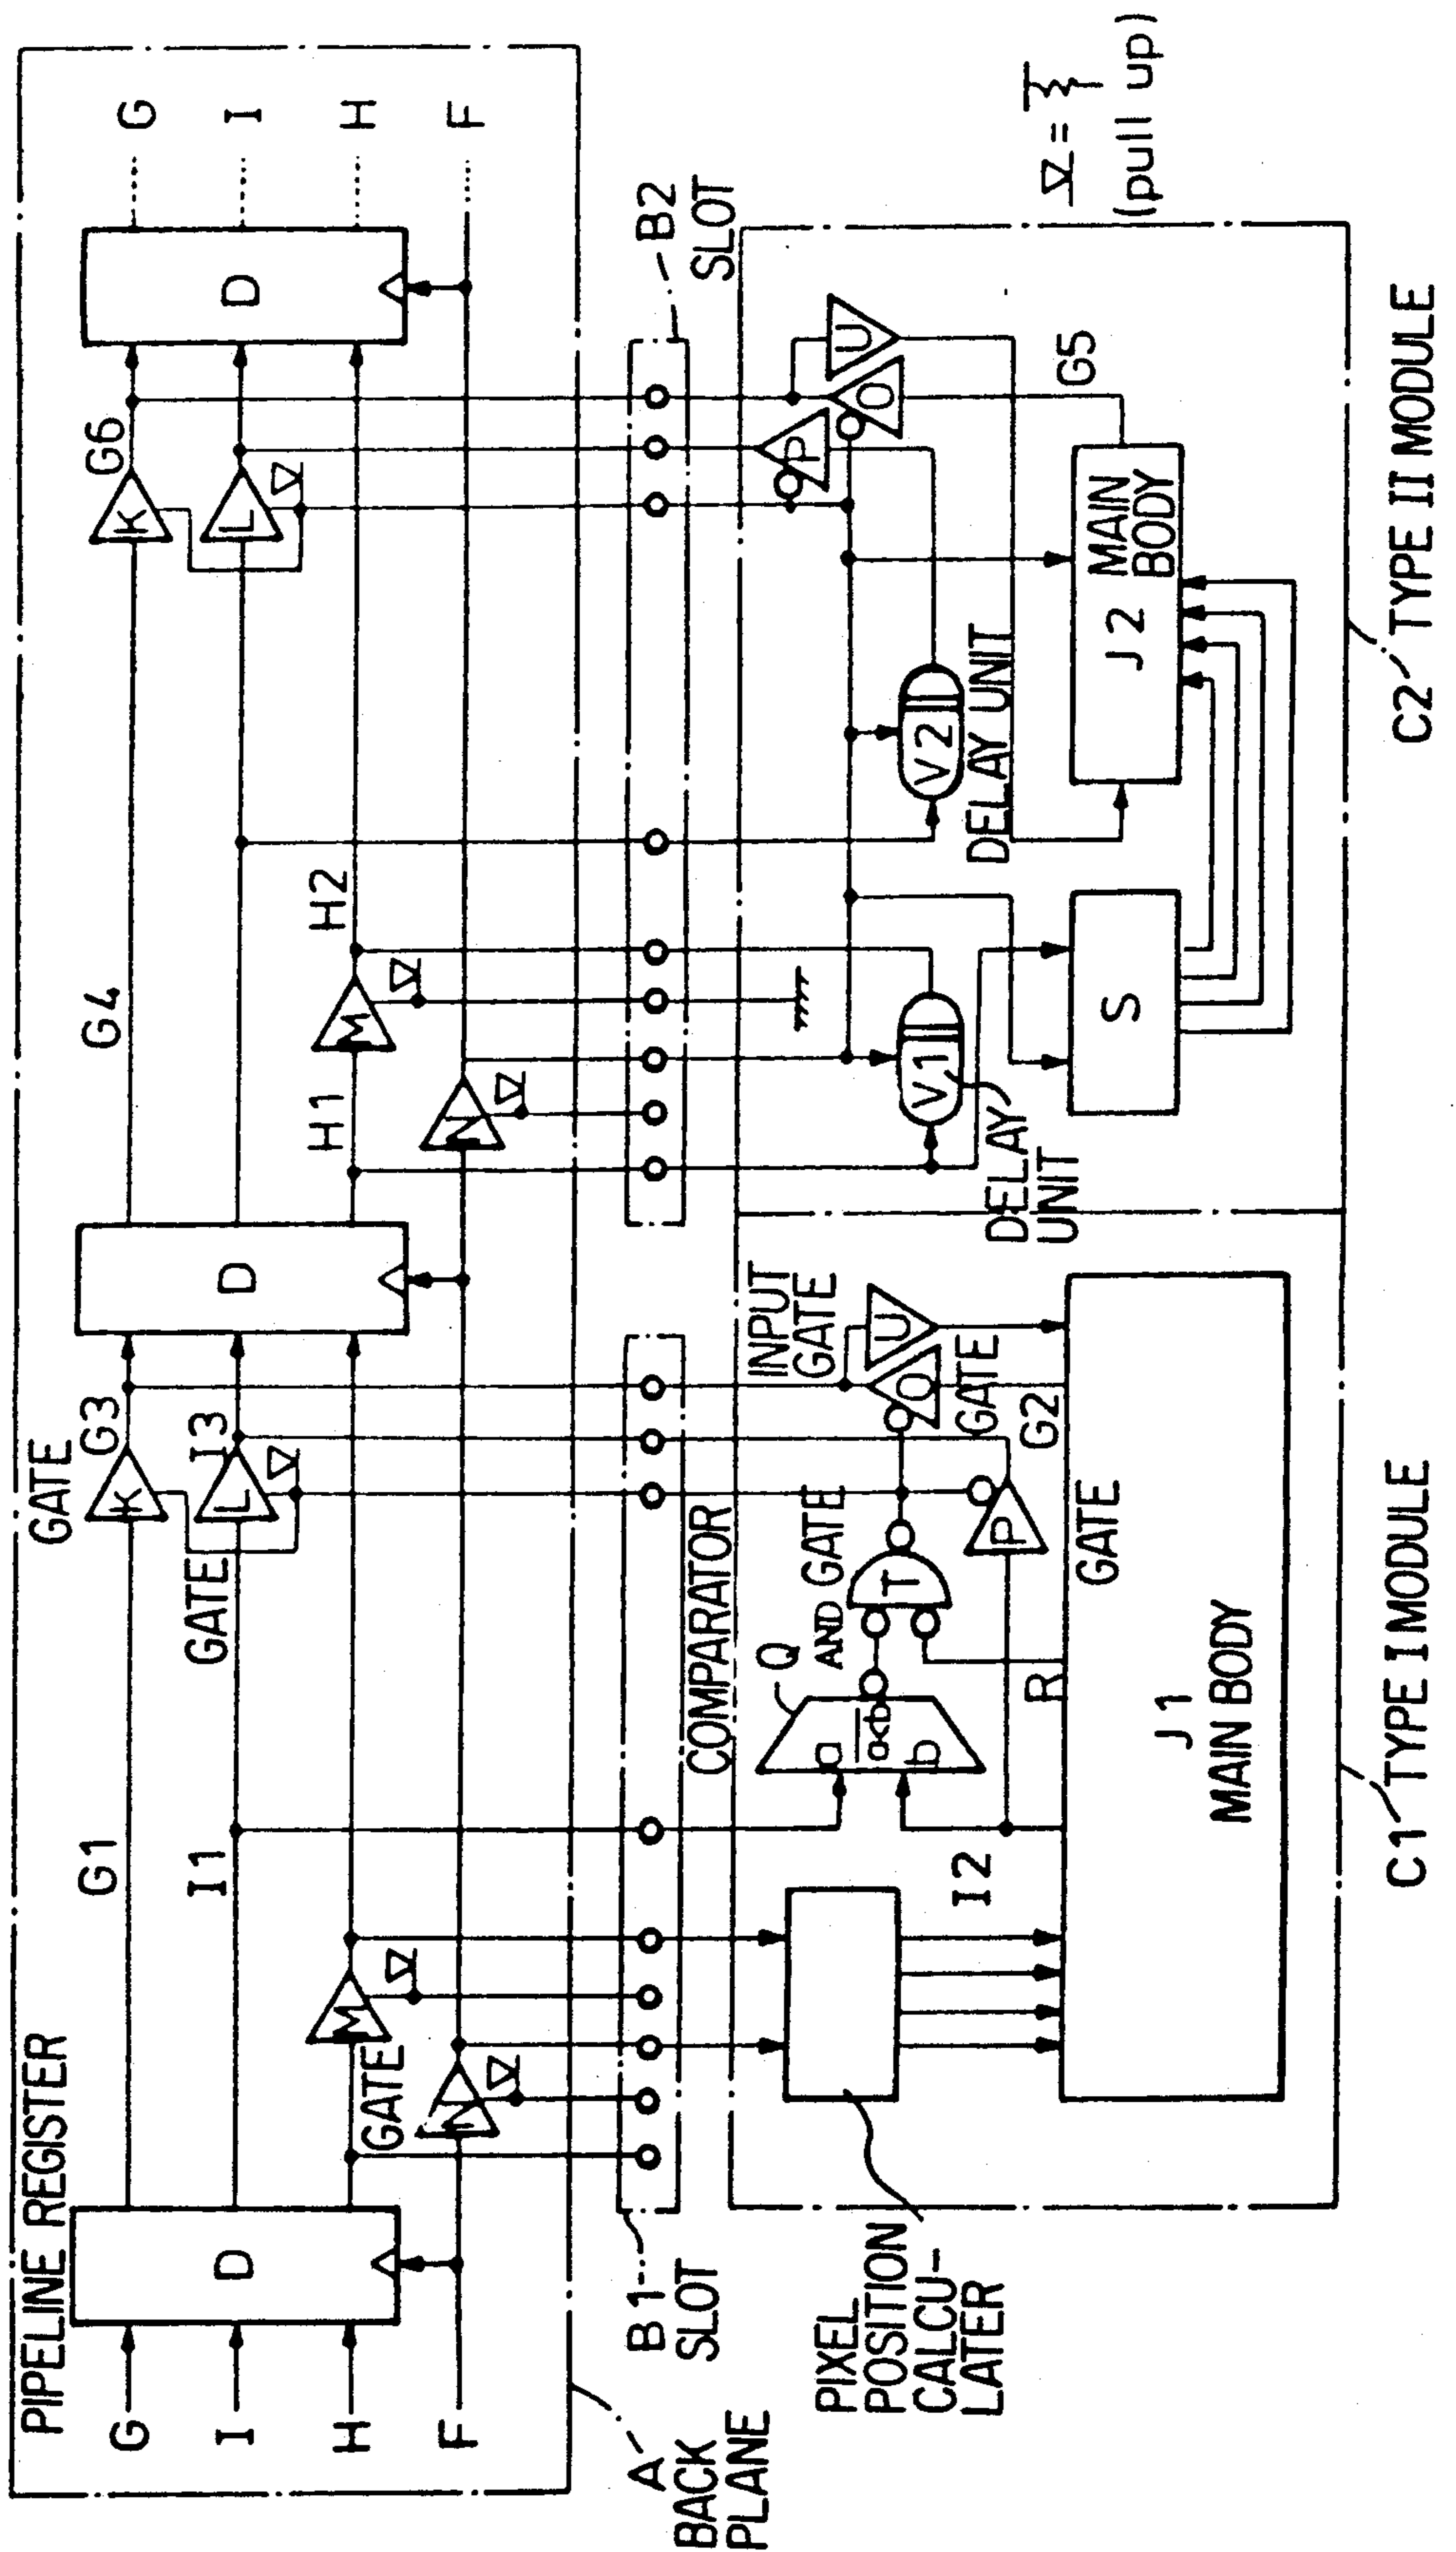 PIPELINE REGISTER
G
I
H
F
D
G1
I1
GATE
M
GATE
N
GATE
K
G3
GATE
L
I3
D
G4
H1
M
H2
N
K
G6
L
D
G
I
H
F
A
BACK
PLANE
B1
SLOT
B2
SLOT
PIXEL
POSITION
CALCU-
LATER
COMPARATOR
Q
a
a<b
b
I2
AND GATE
T
R
P
GATE
INPUT
GATE
U
O
GATE
G2
J1
MAIN BODY
C1 TYPE I MODULE
DELAY
UNIT
V1
S
V2
DELAY UNIT
P
O
U
G5
MAIN
BODY
J2
C2 TYPE II MODULE
=
(pull up)